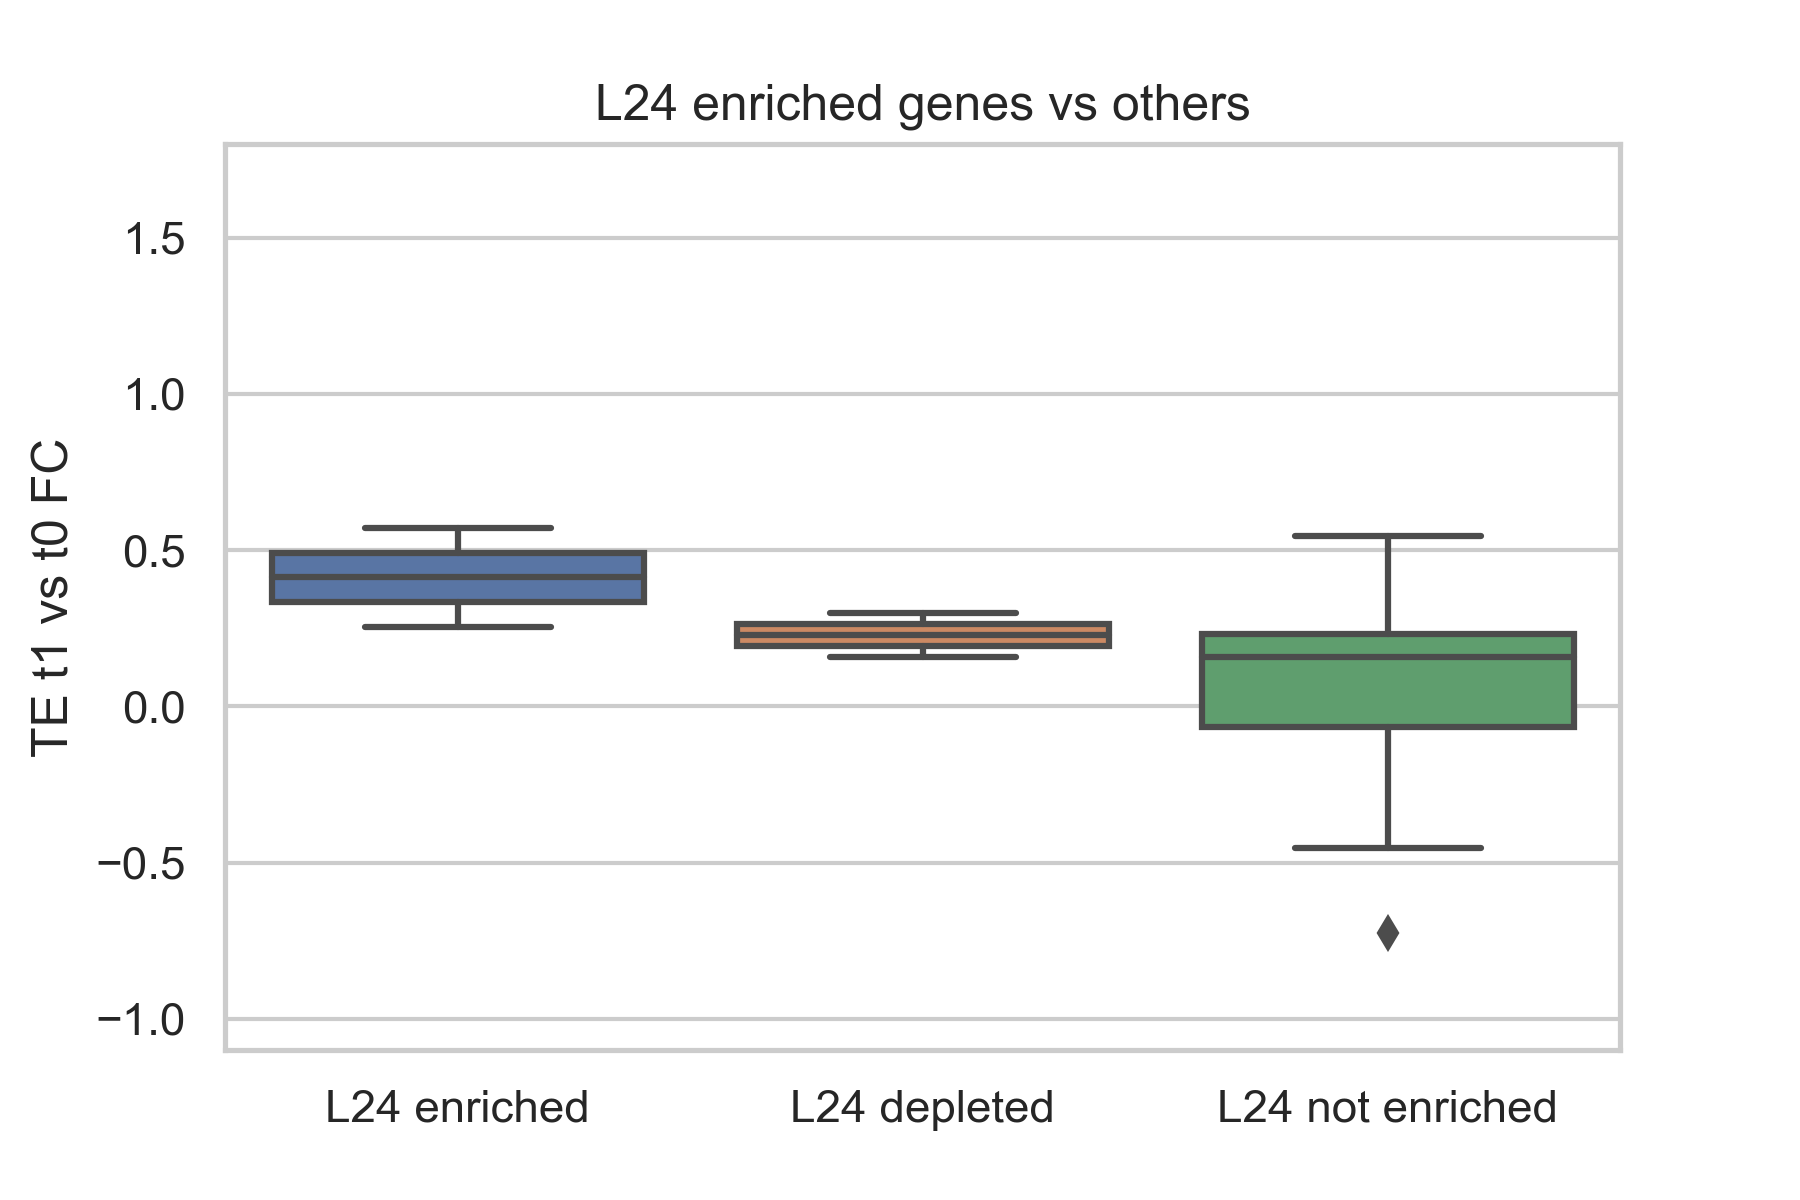 L24 enriched genes vs others
TE t1 vs t0 FC
1.5
1.0
0.5
0.0
−0.5
−1.0
L24 enriched
L24 depleted
L24 not enriched